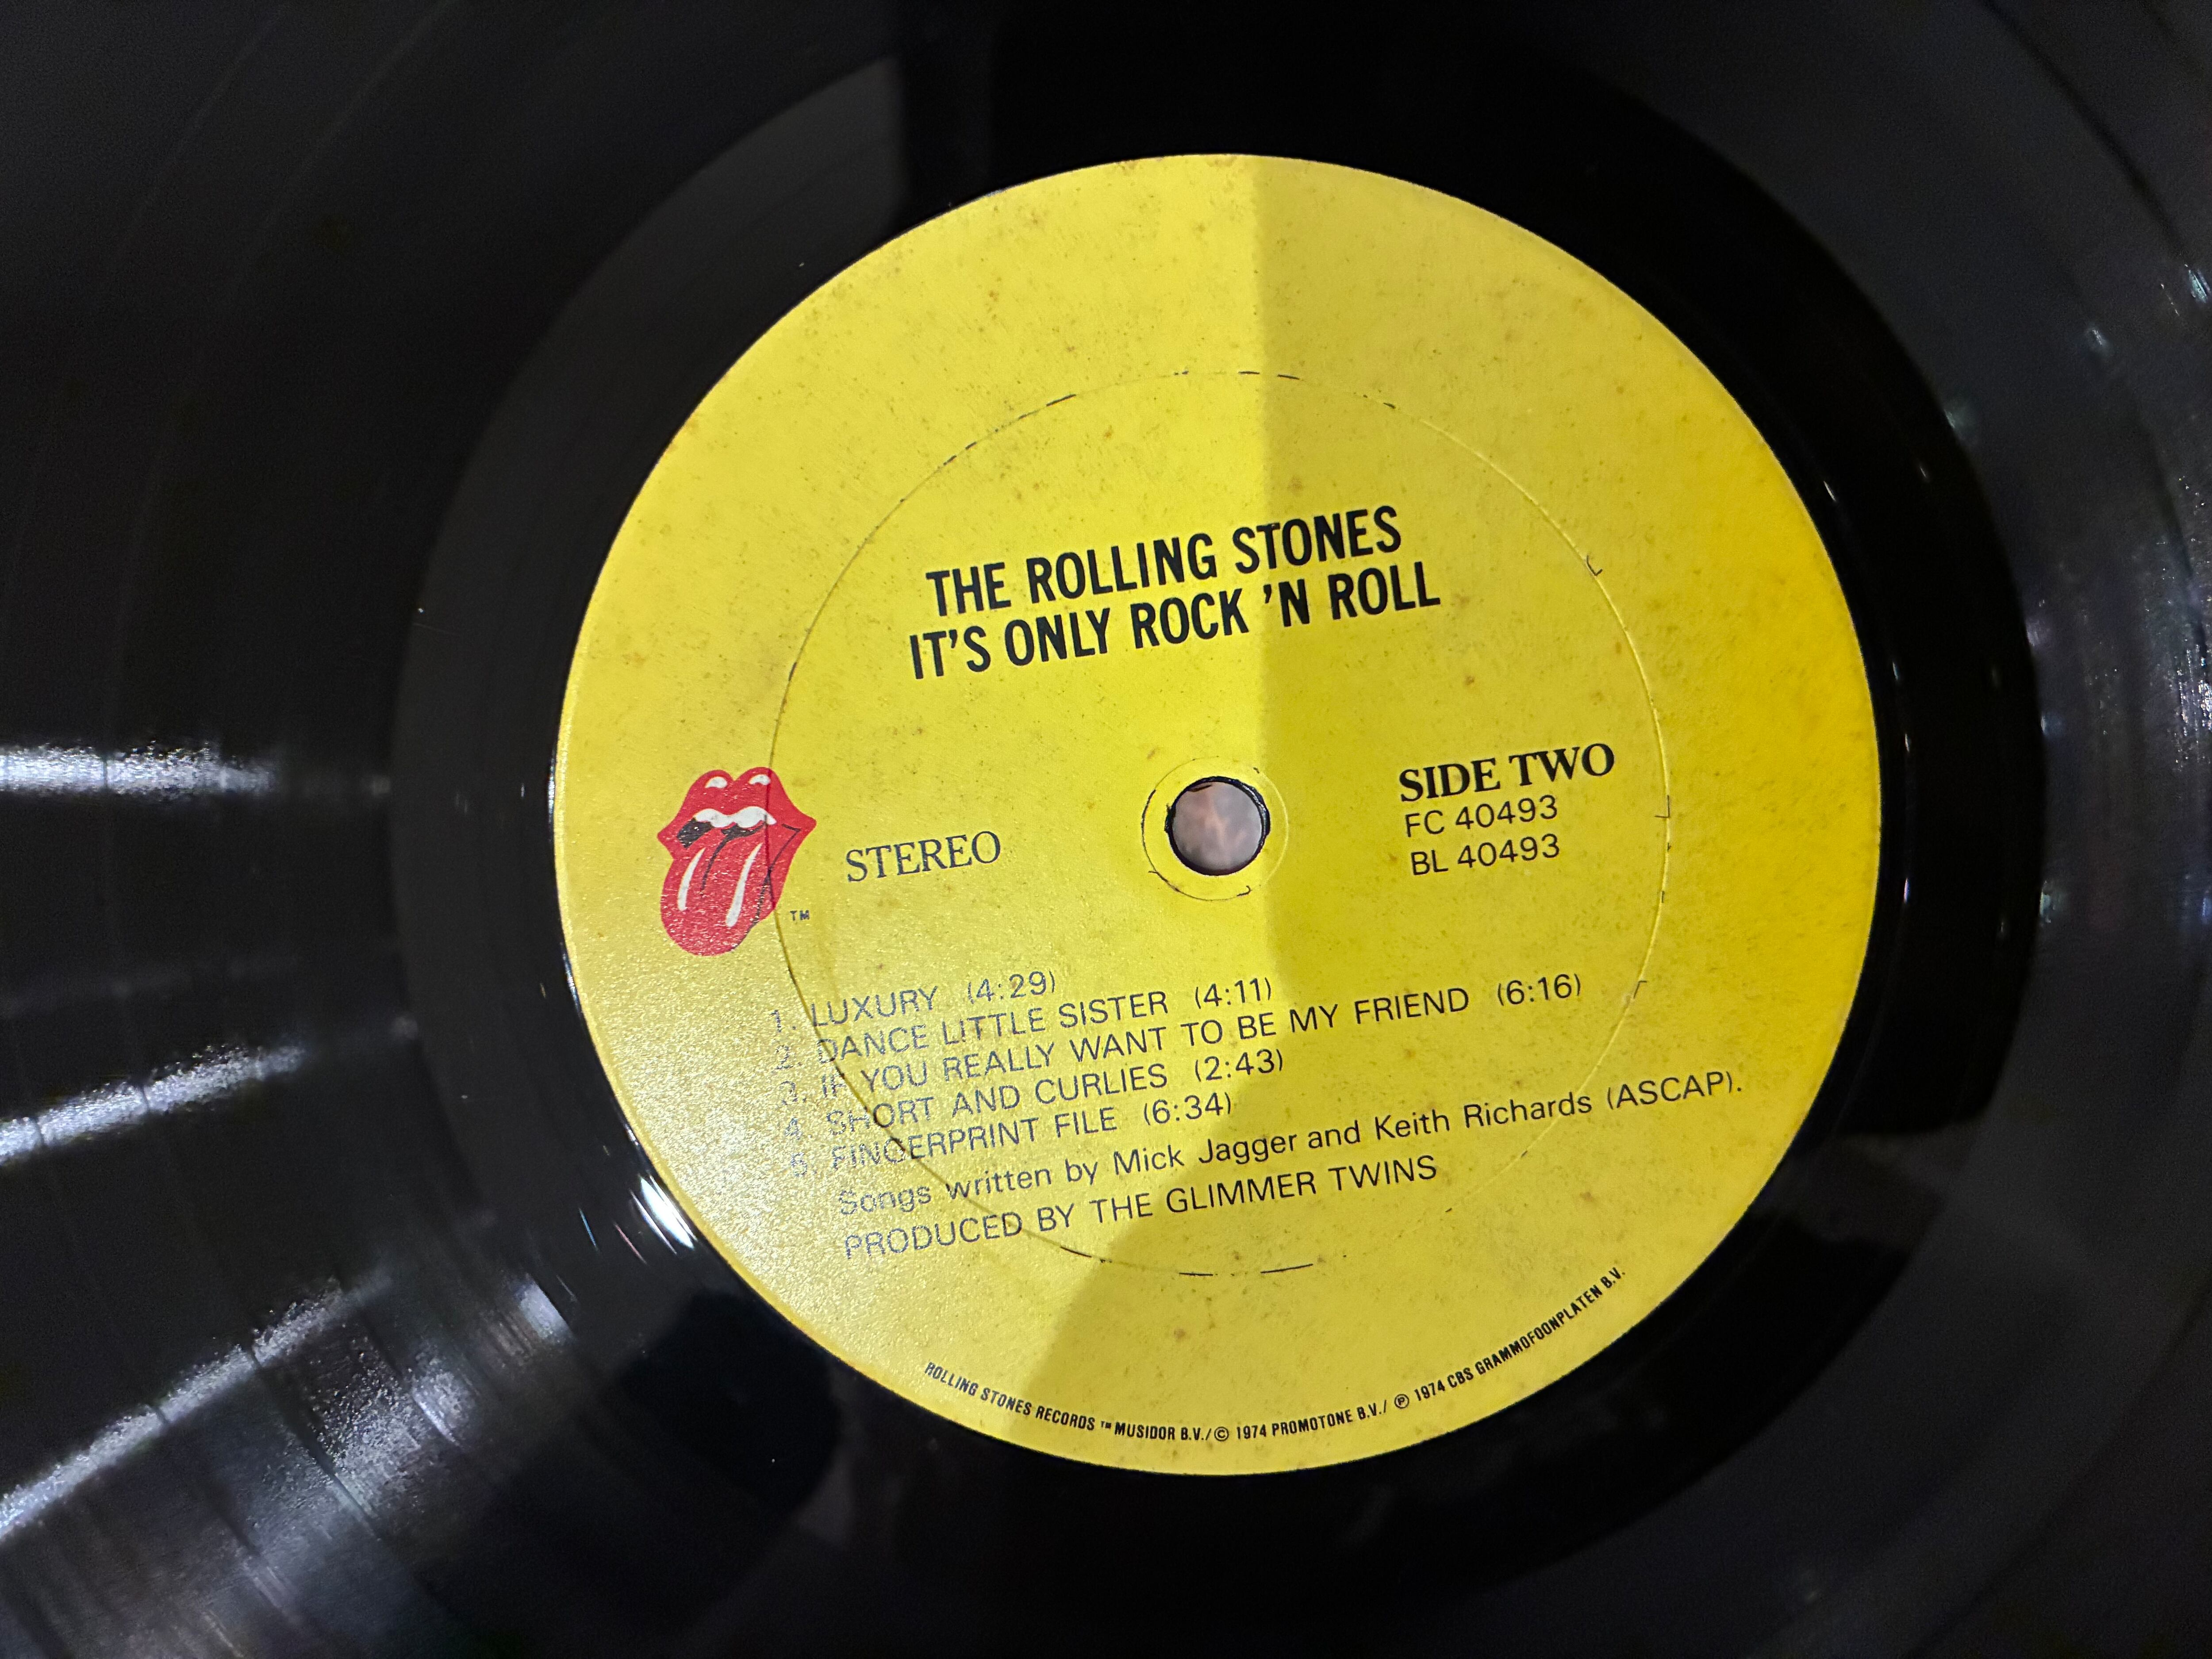 THE ROLLING STONES
IT'S ONLY ROCK 'N ROLL
SIDE TWO
FC 40493
BL 40493
STEREO
TM
1. LUXURY (4:29)
2. DANCE LITTLE SISTER (4:11)
3. IF YOU REALLY WANT TO BE MY FRIEND (6:16)
4. SHORT AND CURLIES (2:43)
5. FINGERPRINT FILE (6:34)
Songs written by Mick Jagger and Keith Richards (ASCAP).
PRODUCED BY THE GLIMMER TWINS
ROLLING STONES RECORDS ™ MUSIDOR B.V./© 1974 PROMOTONE B.V./ ℗ 1974 CBS GRAMMOFOONPLATEN B.V.